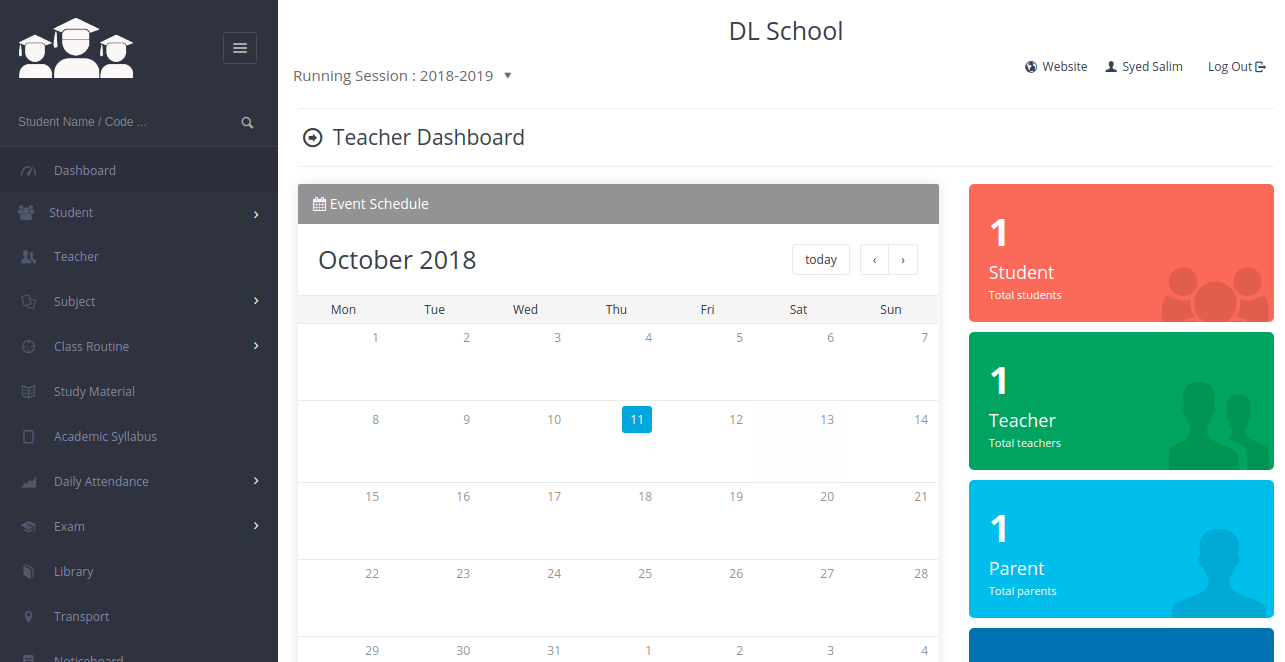 DL School
Running Session : 2018-2019
Website
Syed Salim
Log Out
Student Name / Code ...
Dashboard
Student
Teacher
Subject
Class Routine
Study Material
Academic Syllabus
Daily Attendance
Exam
Library
Transport
Noticeboard
Teacher Dashboard
Event Schedule
October 2018
today
‹ ›
Mon Tue Wed Thu Fri Sat Sun
1 2 3 4 5 6 7
8 9 10 11 12 13 14
15 16 17 18 19 20 21
22 23 24 25 26 27 28
29 30 31 1 2 3 4
1
Student
Total students
1
Teacher
Total teachers
1
Parent
Total parents